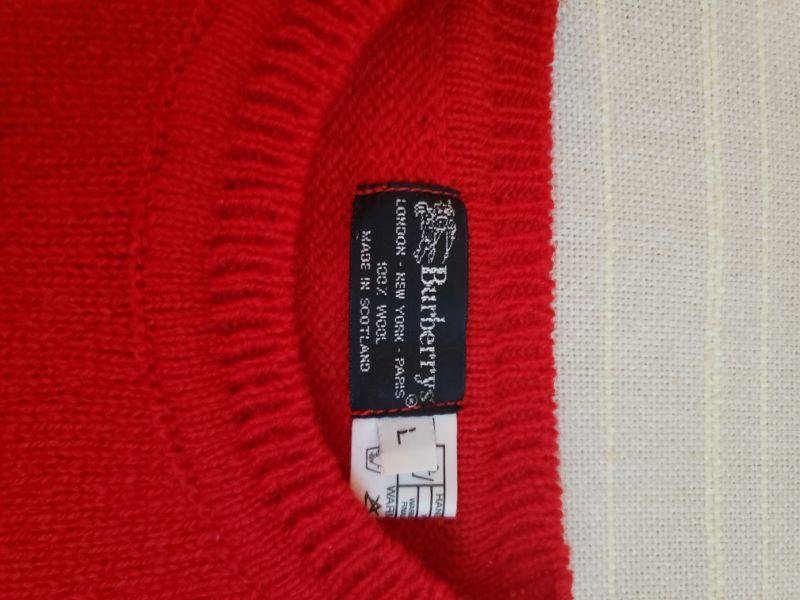 Burberrys®
LONDON - NEW YORK - PARIS
100% WOOL
MADE IN SCOTLAND
L